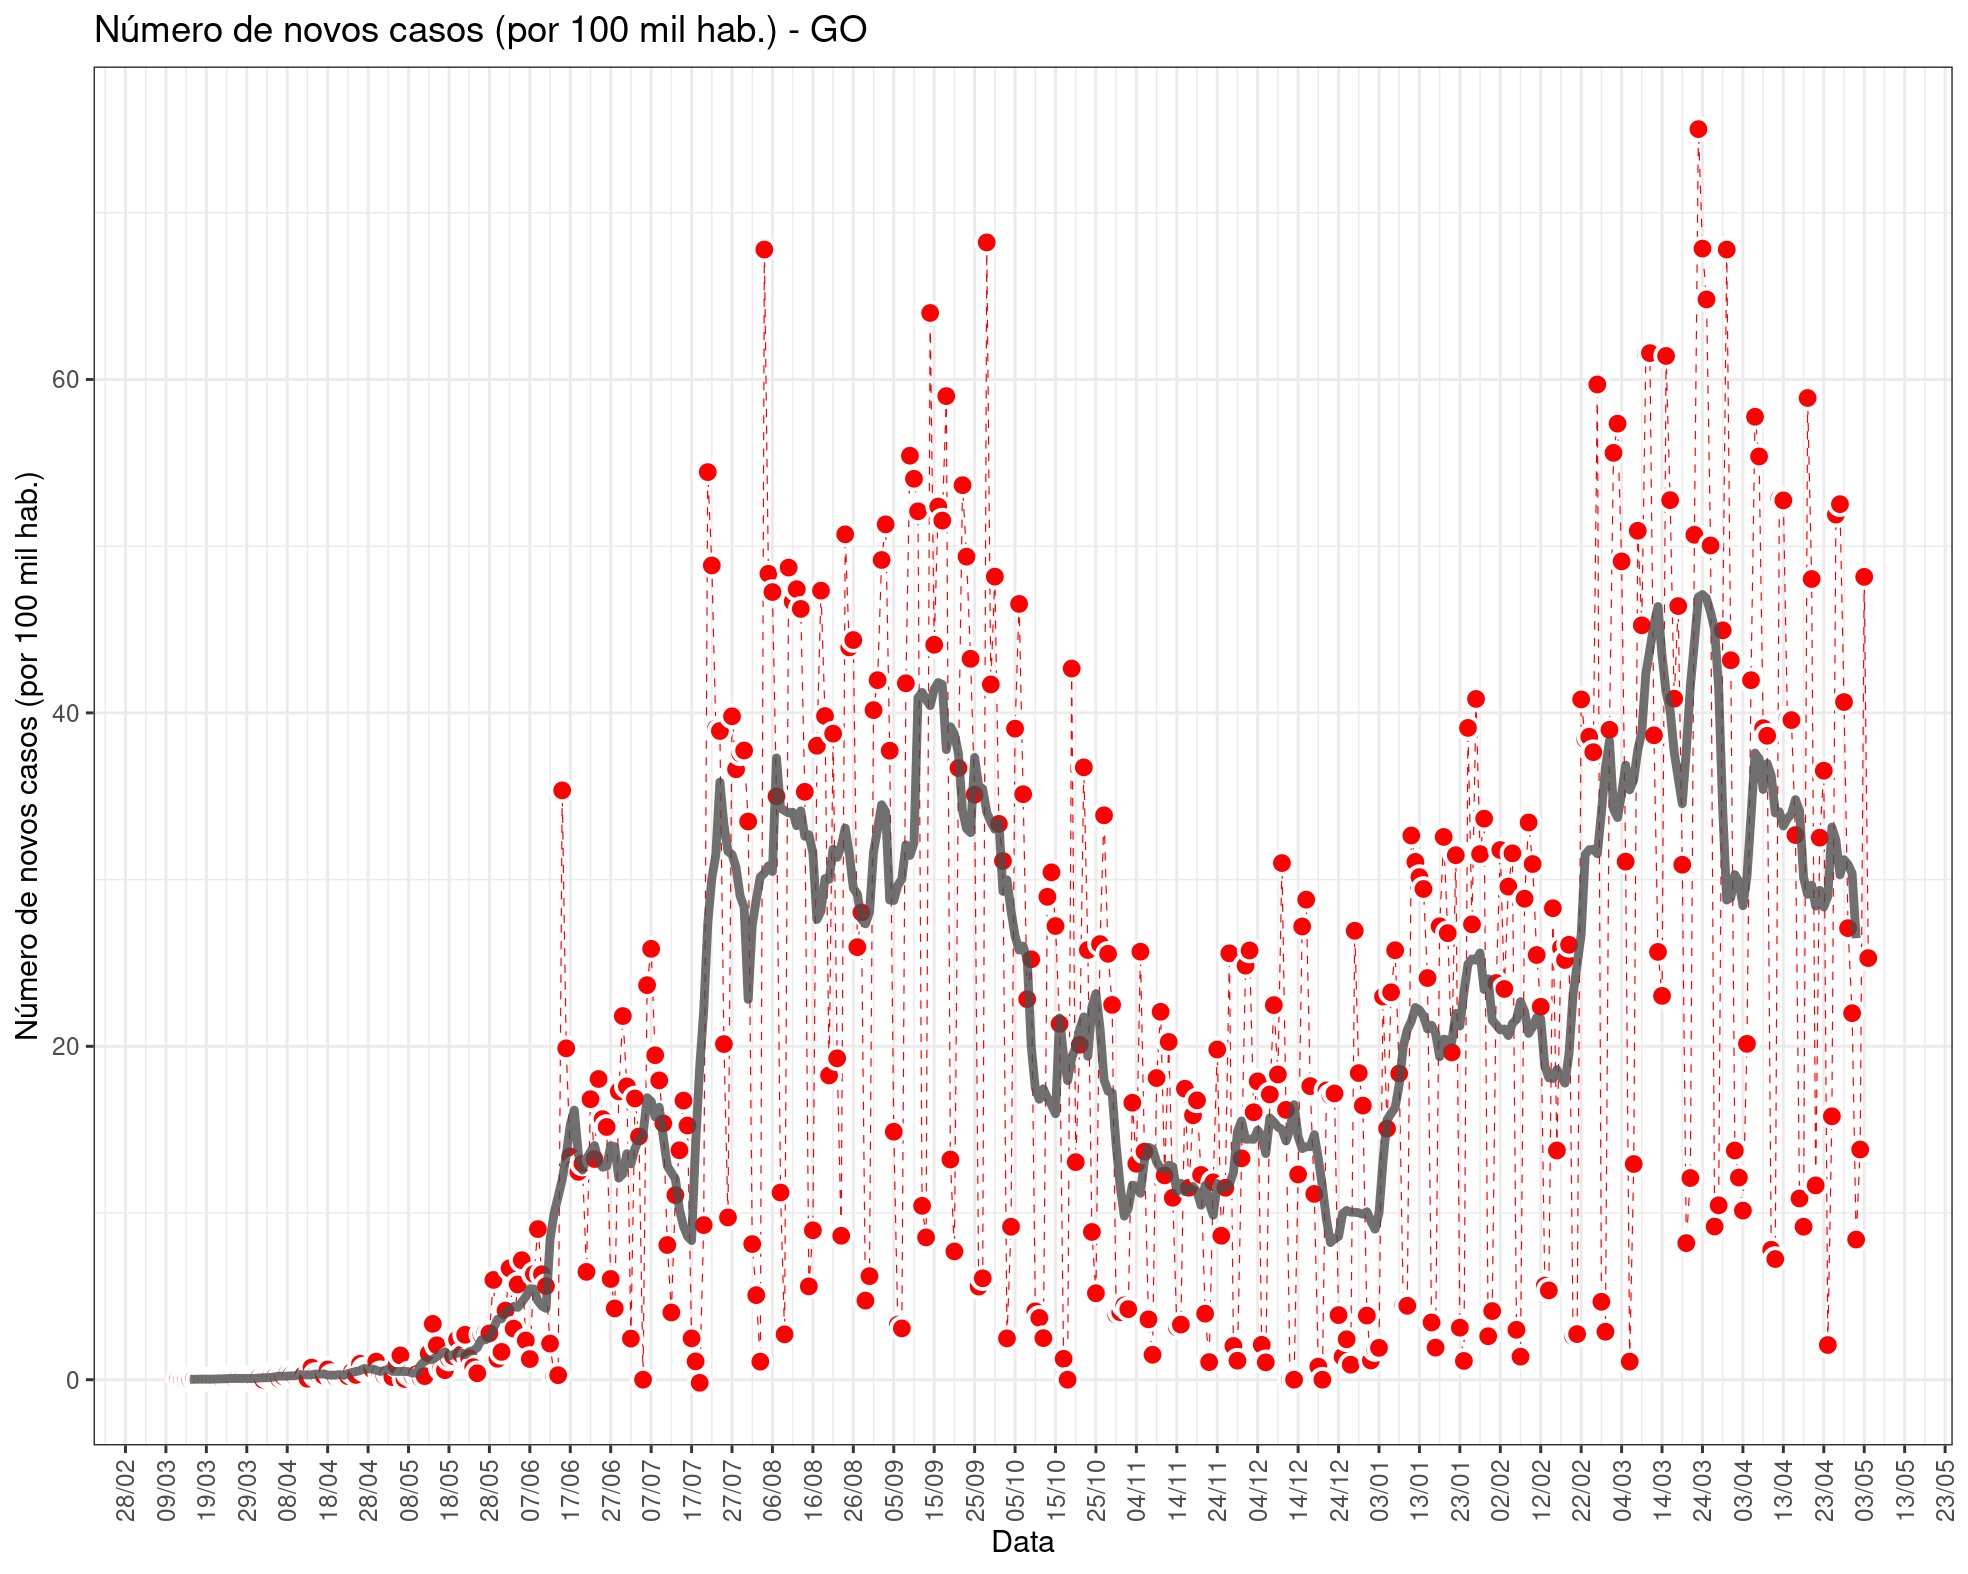 Número de novos casos (por 100 mil hab.) - GO
Número de novos casos (por 100 mil hab.)
60
40
20
0
28/02 09/03 19/03 29/03 08/04 18/04 28/04 08/05 18/05 28/05 07/06 17/06 27/06 07/07 17/07 27/07 06/08 16/08 26/08 05/09 15/09 25/09 05/10 15/10 25/10 04/11 14/11 24/11 04/12 14/12 24/12 03/01 13/01 23/01 02/02 12/02 22/02 04/03 14/03 24/03 03/04 13/04 23/04 03/05 13/05 23/05
Data